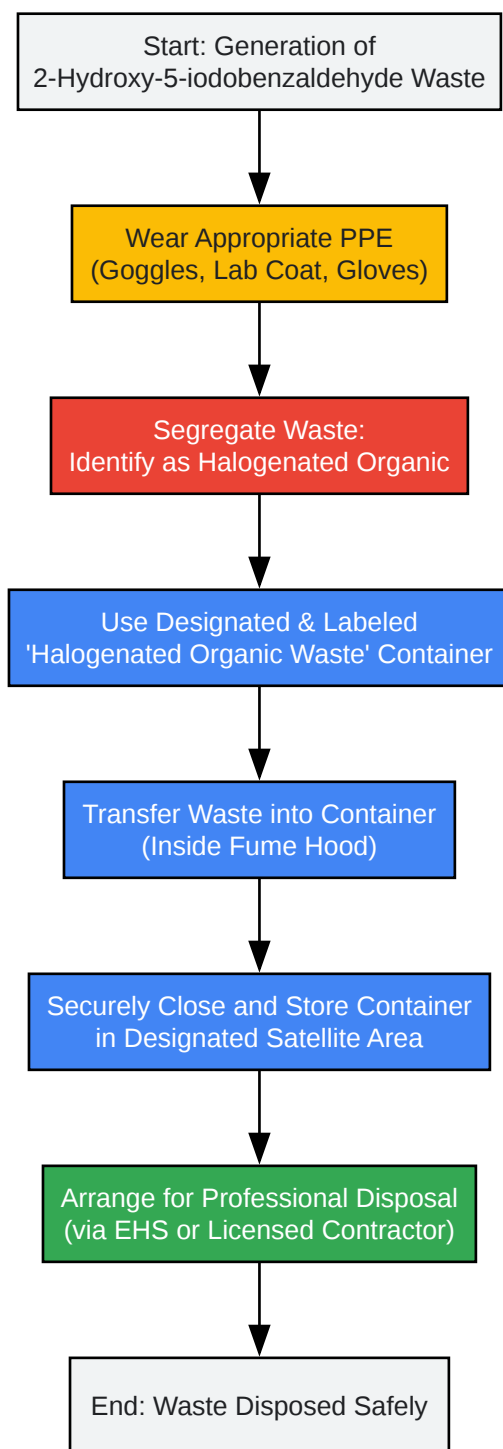 Start: Generation of
2-Hydroxy-5-iodobenzaldehyde Waste
Wear Appropriate PPE
(Goggles, Lab Coat, Gloves)
Segregate Waste:
Identify as Halogenated Organic
Use Designated & Labeled
'Halogenated Organic Waste' Container
Transfer Waste into Container
(Inside Fume Hood)
Securely Close and Store Container
in Designated Satellite Area
Arrange for Professional Disposal
(via EHS or Licensed Contractor)
End: Waste Disposed Safely